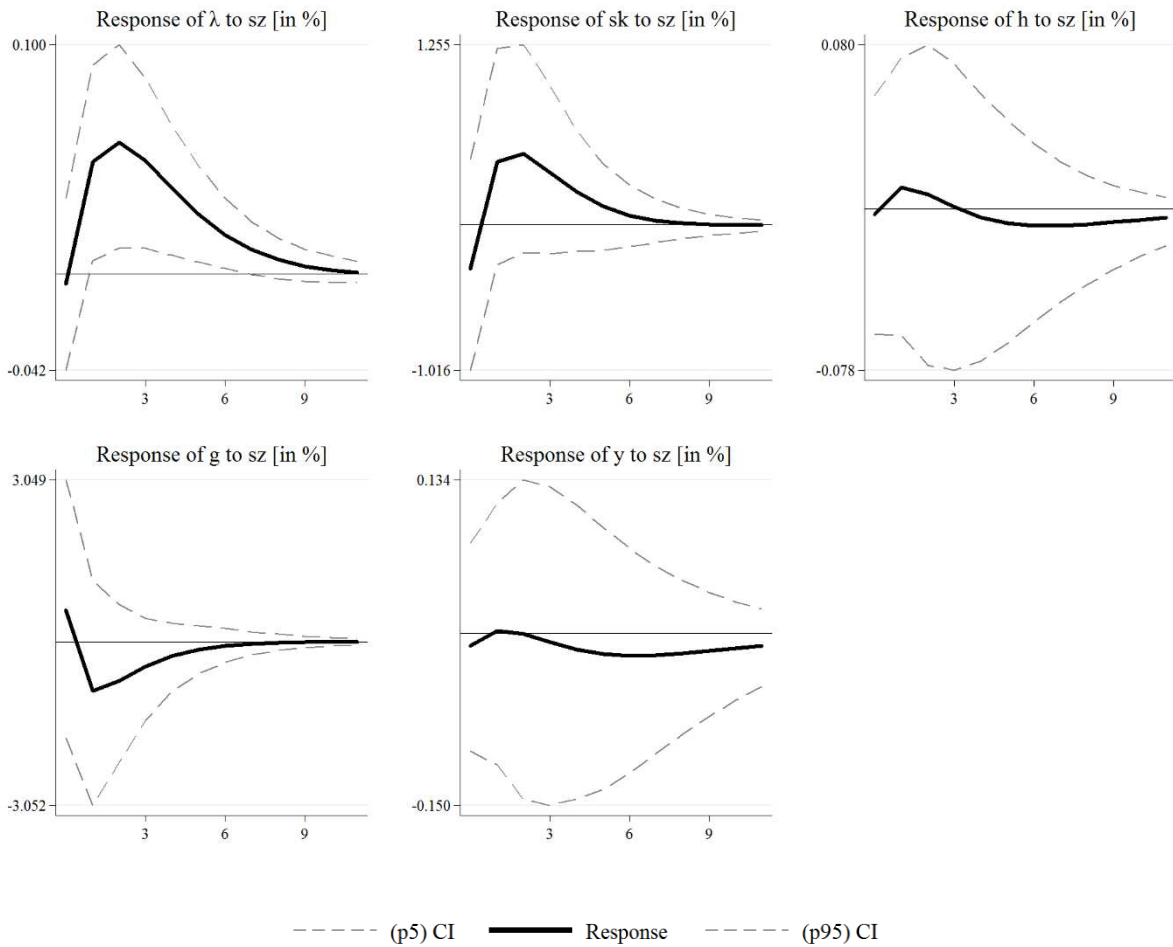 Response of λ to sz [in %]
0.100
-0.042
3 6 9
Response of sk to sz [in %]
1.255
-1.016
3 6 9
Response of h to sz [in %]
0.080
-0.078
3 6 9
Response of g to sz [in %]
3.049
-3.052
3 6 9
Response of y to sz [in %]
0.134
-0.150
3 6 9
(p5) CI Response (p95) CI